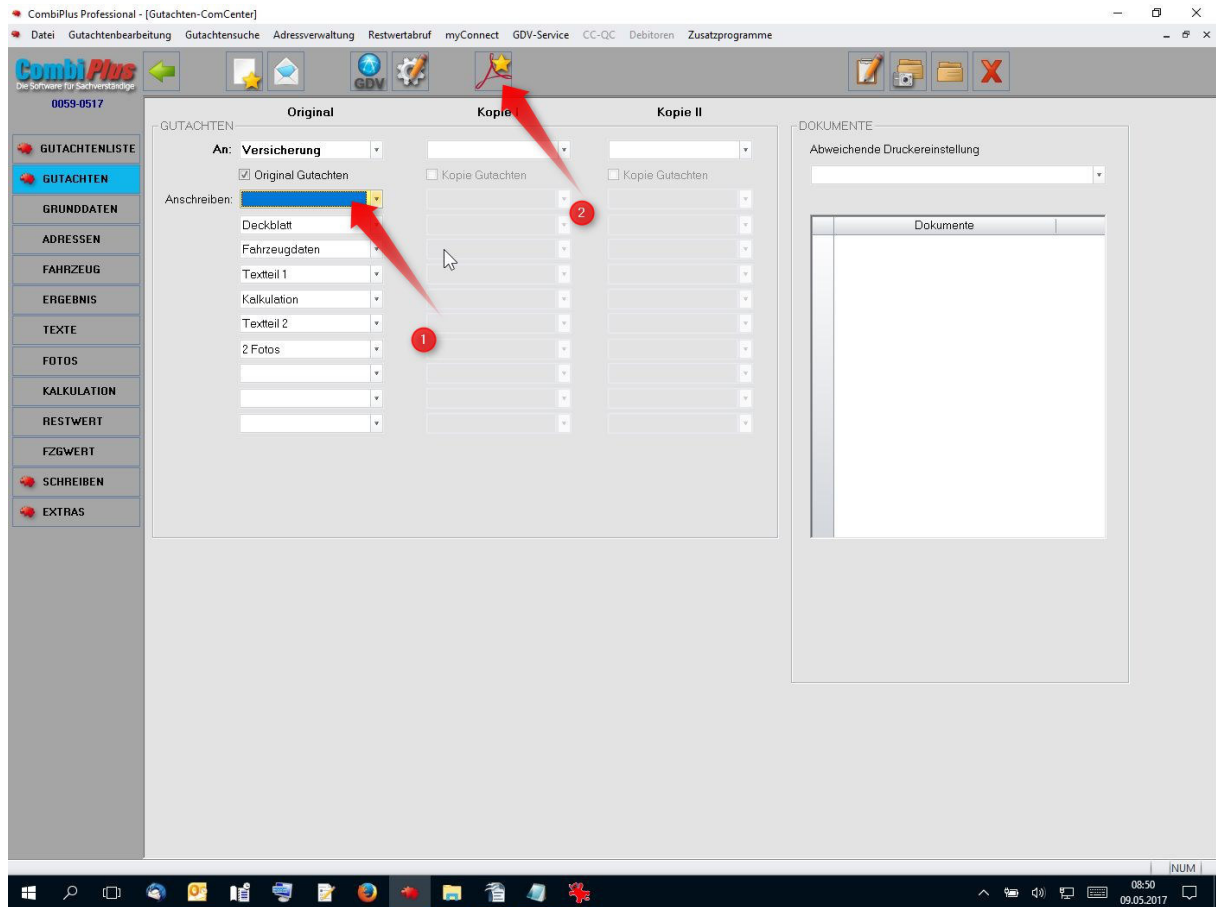 CombiPlus Professional - [Gutachten-ComCenter]
Datei Gutachtenbearbeitung Gutachtensuche Adressverwaltung Restwertabruf myConnect GDV-Service CC-QC Debitoren Zusatzprogramme
CombiPlus
Die Software für Sachverständige
GDV
0059-0517
Original Kopie I Kopie II
GUTACHTEN
DOKUMENTE
An: Versicherung
Abweichende Druckereinstellung
Original Gutachten Kopie Gutachten Kopie Gutachten
Anschreiben:
2
Deckblatt
Dokumente
Fahrzeugdaten
Textteil 1
Kalkulation
Textteil 2
1
2 Fotos
GUTACHTENLISTE
GUTACHTEN
GRUNDDATEN
ADRESSEN
FAHRZEUG
ERGEBNIS
TEXTE
FOTOS
KALKULATION
RESTWERT
FZGWERT
SCHREIBEN
EXTRAS
NUM
08:50
09.05.2017